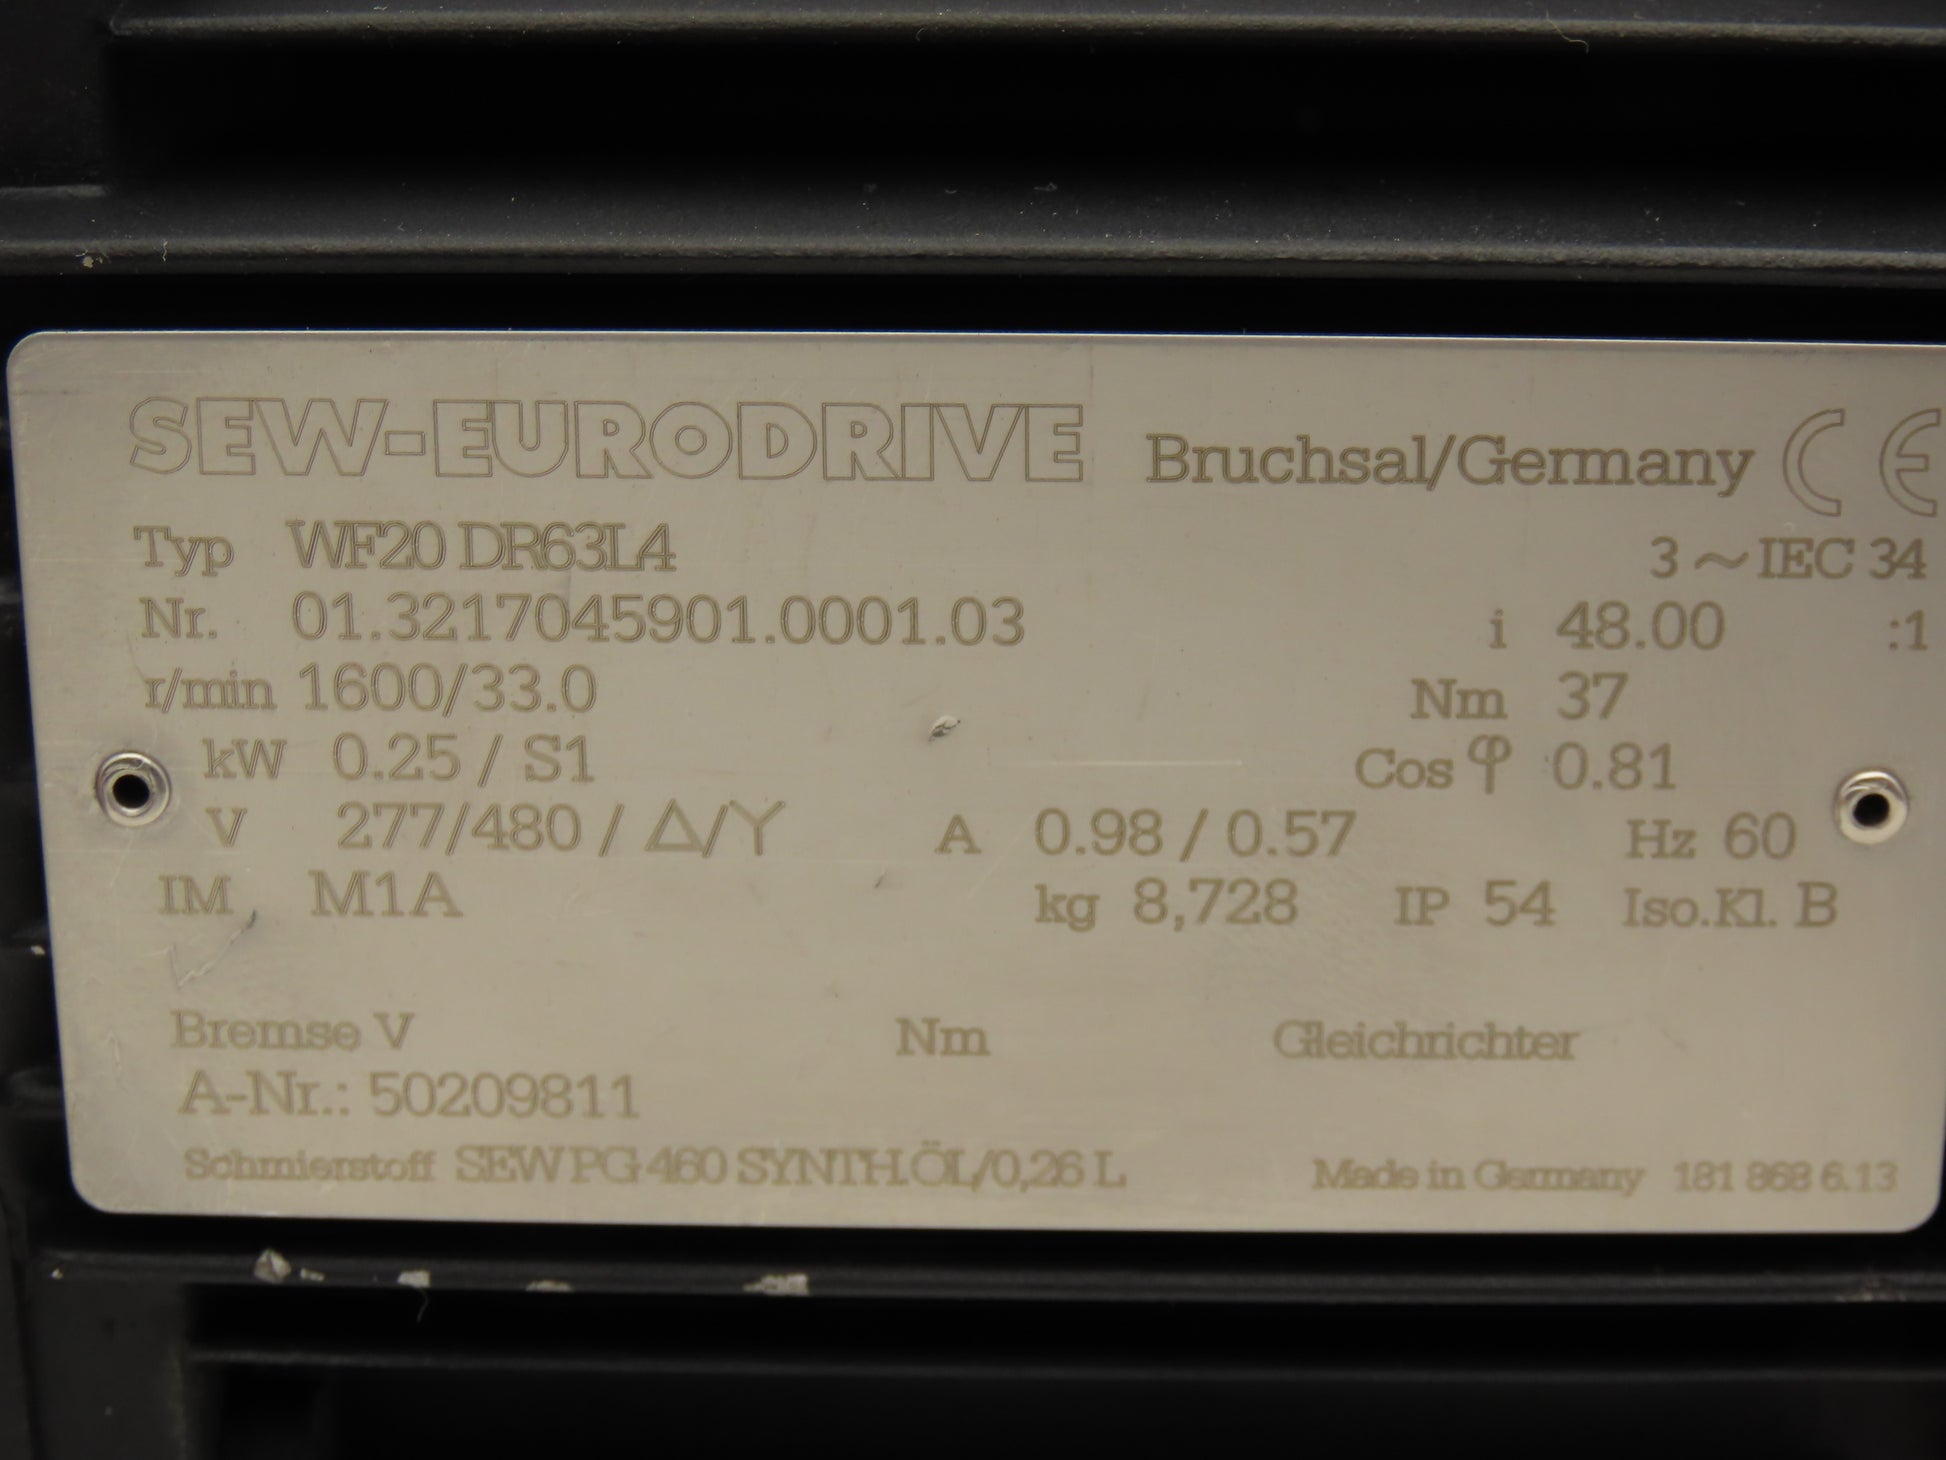 SEW-EURODRIVE Bruchsal/Germany CE
Typ WF20 DR63L4 3 ~ IEC 34
Nr. 01.3217045901.0001.03 i 48.00 :1
r/min 1600/33.0 Nm 37
kW 0.25 / S1 Cos φ 0.81
V 277/480 / Δ/Y A 0.98 / 0.57 Hz 60
IM M1A kg 8,728 IP 54 Iso.Kl. B
Bremse V Nm Gleichrichter
A-Nr.: 50209811
Schmierstoff SEW PG 460 SYNTH.ÖL/0,26 L Made in Germany 181 868 6.13